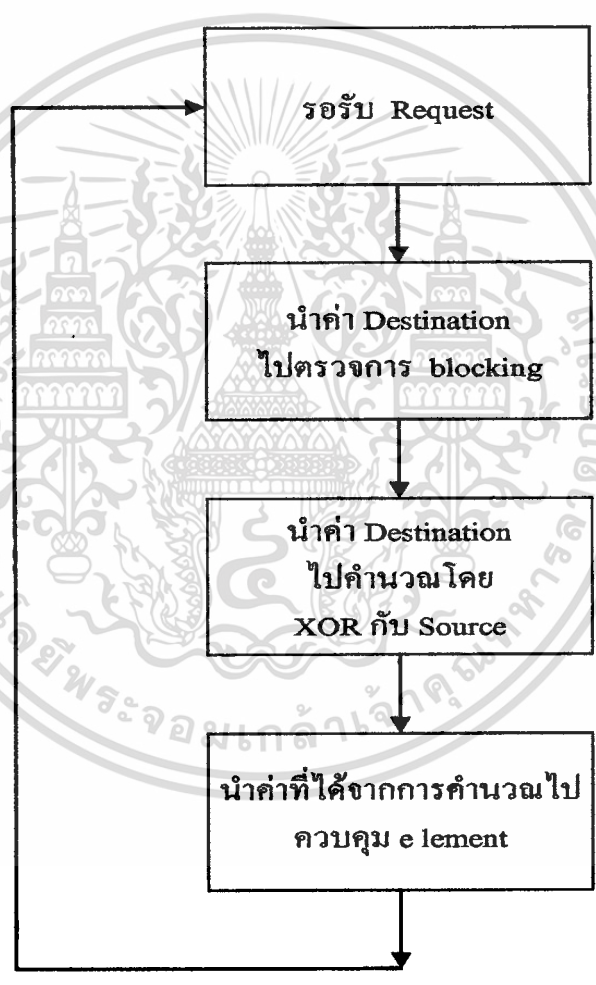 รอรับ Request
นำค่า Destination
ไปตรวจการ blocking
นำค่า Destination
ไปคำนวณโดย
XOR กับ Source
นำค่าที่ได้จากการคำนวณไป
ควบคุม e lement